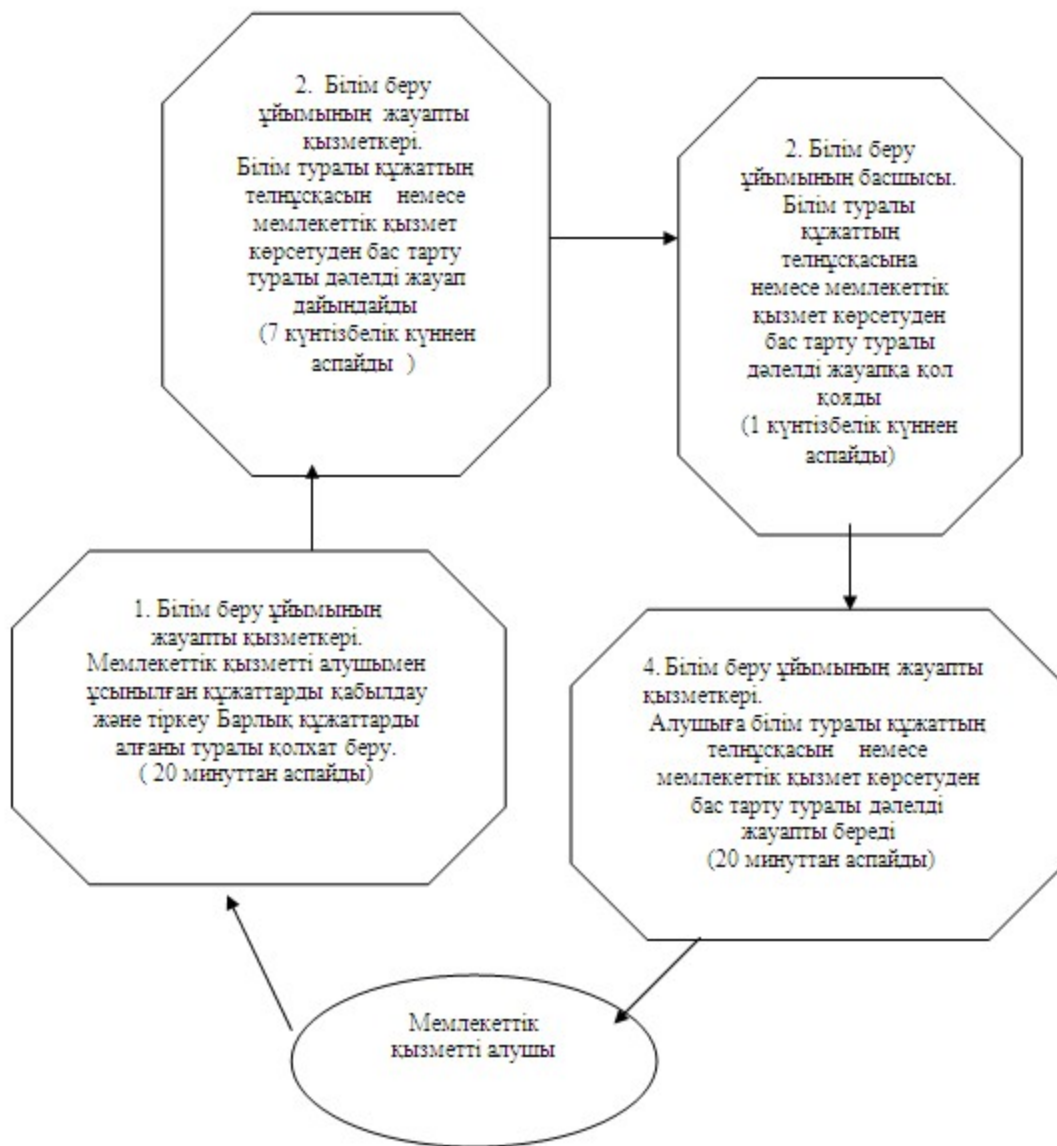 2. Білім беру
ұйымының жауапты
қызметкері.
Білім туралы құжаттың
телнұсқасын немесе
мемлекеттік қызмет
көрсетуден бас тарту
туралы дәлелді жауап
дайындайды
(7 күнтізбелік күннен
аспайды )
2. Білім беру
ұйымының басшысы.
Білім туралы
құжаттың
телнұсқасына
немесе мемлекеттік
қызмет көрсетуден
бас тарту туралы
дәлелді жауапқа қол
қояды
(1 күнтізбелік күннен
аспайды)
1. Білім беру ұйымының
жауапты қызметкері.
Мемлекеттік қызметті алушымен
ұсынылған құжаттарды қабылдау
және тіркеу Барлық құжаттарды
алғаны туралы қолхат беру.
( 20 минуттан аспайды)
4. Білім беру ұйымының жауапты
қызметкері.
Алушыға білім туралы құжаттың
телнұсқасын немесе
мемлекеттік қызмет көрсетуден
бас тарту туралы дәлелді
жауапты береді
(20 минуттан аспайды)
Мемлекеттік
қызметті алушы